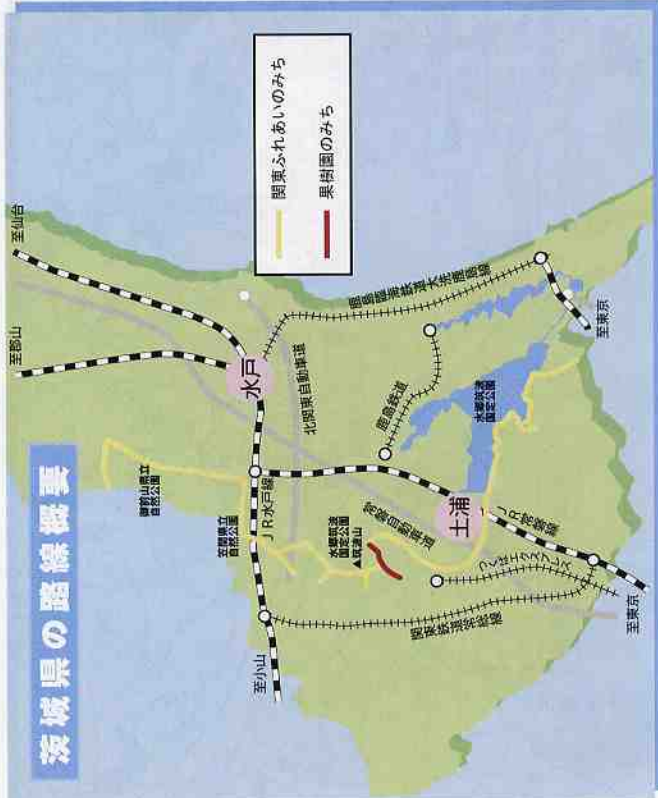 茨城県の路線概要
至仙台
至郡山
関東ふれあいのみち
果樹園のみち
水戸
北関東自動車道
御前山県立
自然公園
笠間県立
自然公園
JR水戸線
至小山
水郷筑波
国定公園
▲筑波山
常磐自動車道
鹿島鉄道
鹿島臨海鉄道大洗鹿島線
水郷筑波
国定公園
土浦
JR常磐線
つくばエクスプレス
関東鉄道常総線
至東京
至東京